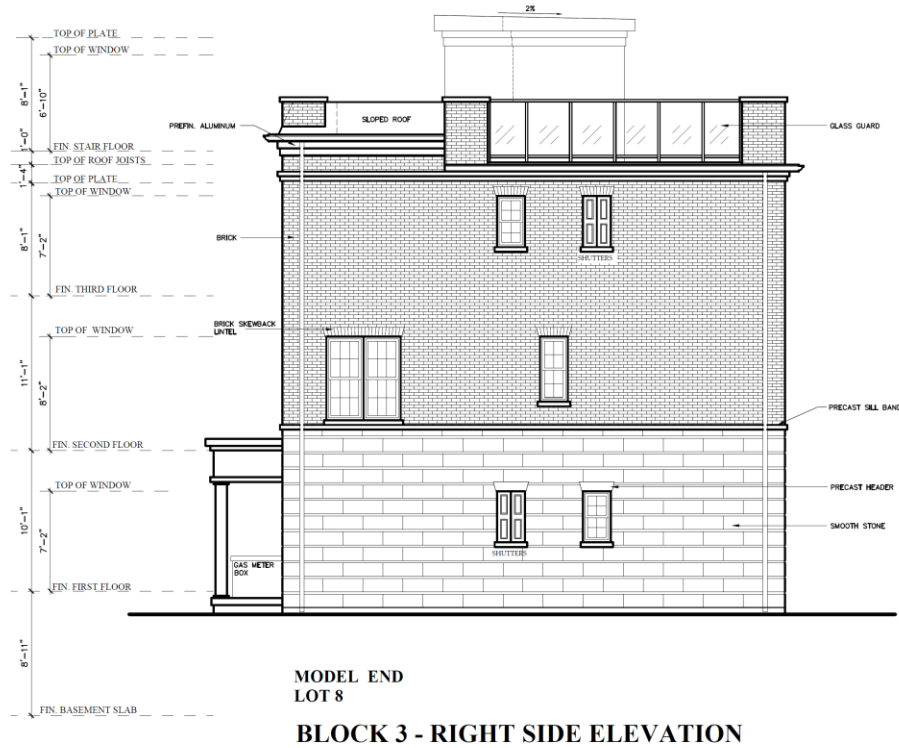 2%
TOP OF PLATE
TOP OF WINDOW
8'-1"
6'-10"
PREFIN. ALUMINUM
SLOPED ROOF
GLASS GUARD
1'-0"
FIN. STAIR FLOOR
TOP OF ROOF JOISTS
1'-4"
TOP OF PLATE
TOP OF WINDOW
8'-1"
7'-2"
BRICK
SHUTTERS
FIN. THIRD FLOOR
BRICK SKEWBACK
LINTEL
TOP OF WINDOW
11'-1"
8'-2"
PRECAST SILL BAND
FIN. SECOND FLOOR
TOP OF WINDOW
PRECAST HEADER
10'-1"
7'-2"
SMOOTH STONE
SHUTTERS
GAS METER
BOX
FIN. FIRST FLOOR
8'-11"
FIN. BASEMENT SLAB
MODEL END
LOT 8
BLOCK 3 - RIGHT SIDE ELEVATION